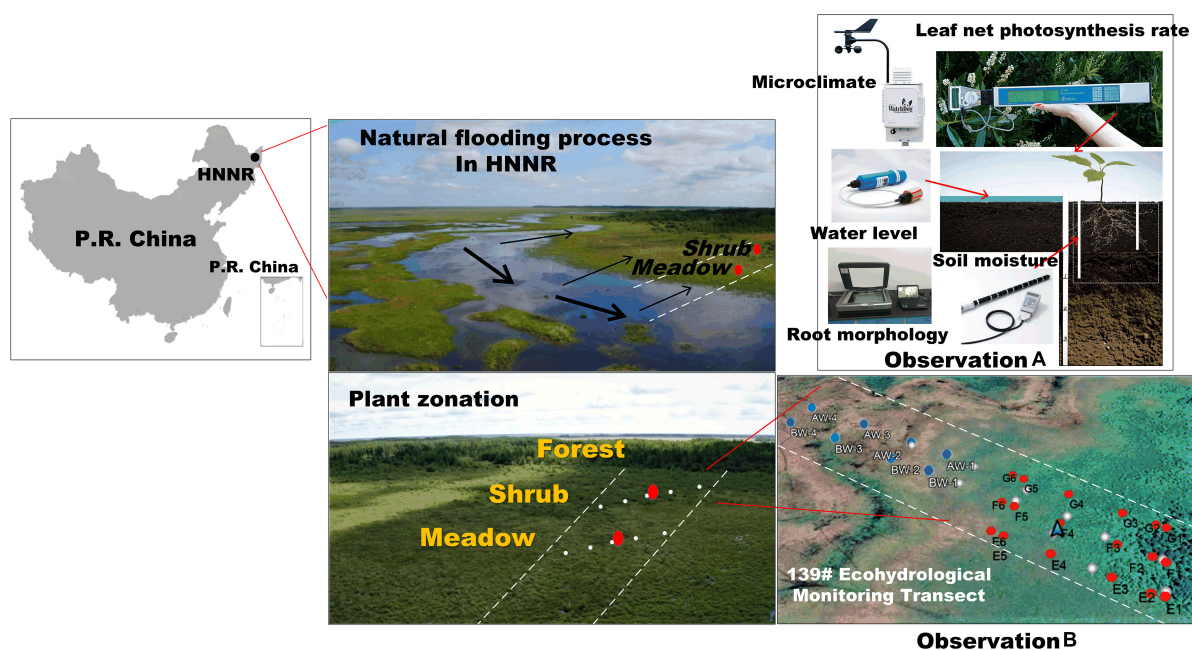 HNNR
P.R. China
P.R. China
Natural flooding process
In HNNR
Shrub
Meadow
Plant zonation
Forest
Shrub
Meadow
Leaf net photosynthesis rate
Microclimate
WatchDog
Water level
Soil moisture
Root morphology
Observation A
AW-4
BW-4
AW-3
BW-3
AW-2
BW-2
AW-1
BW-1
G6
G5
G4
F6
F5
G3
G2
G1
F4
F3
E6
E5
E4
F2
F1
E3
E2
E1
139# Ecohydrological
Monitoring Transect
Observation B